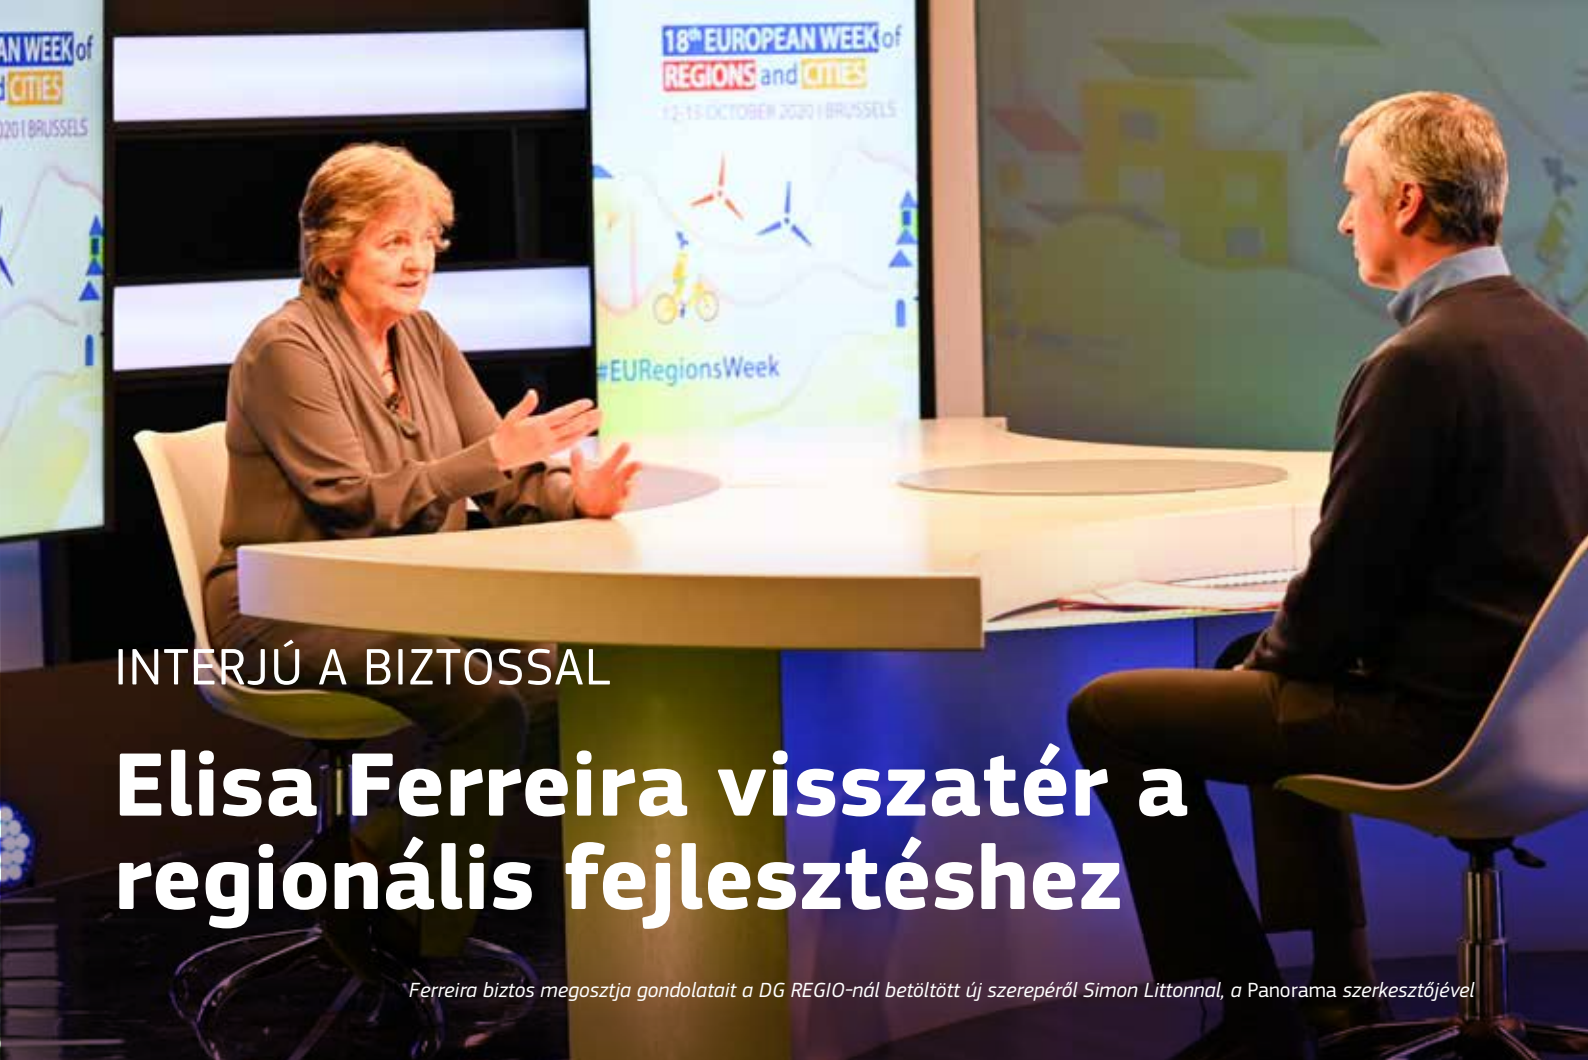 AN WEEK of
CITIES
2020 | BRUSSELS
18th EUROPEAN WEEK of
REGIONS and CITIES
12-15 OCTOBER 2020 | BRUSSELS
#EURegionsWeek
INTERJÚ A BIZTOSSAL
Elisa Ferreira visszatér a
regionális fejlesztéshez
Ferreira biztos megosztja gondolatait a DG REGIO-nál betöltött új szerepéről Simon Littonnal, a Panorama szerkesztőjével